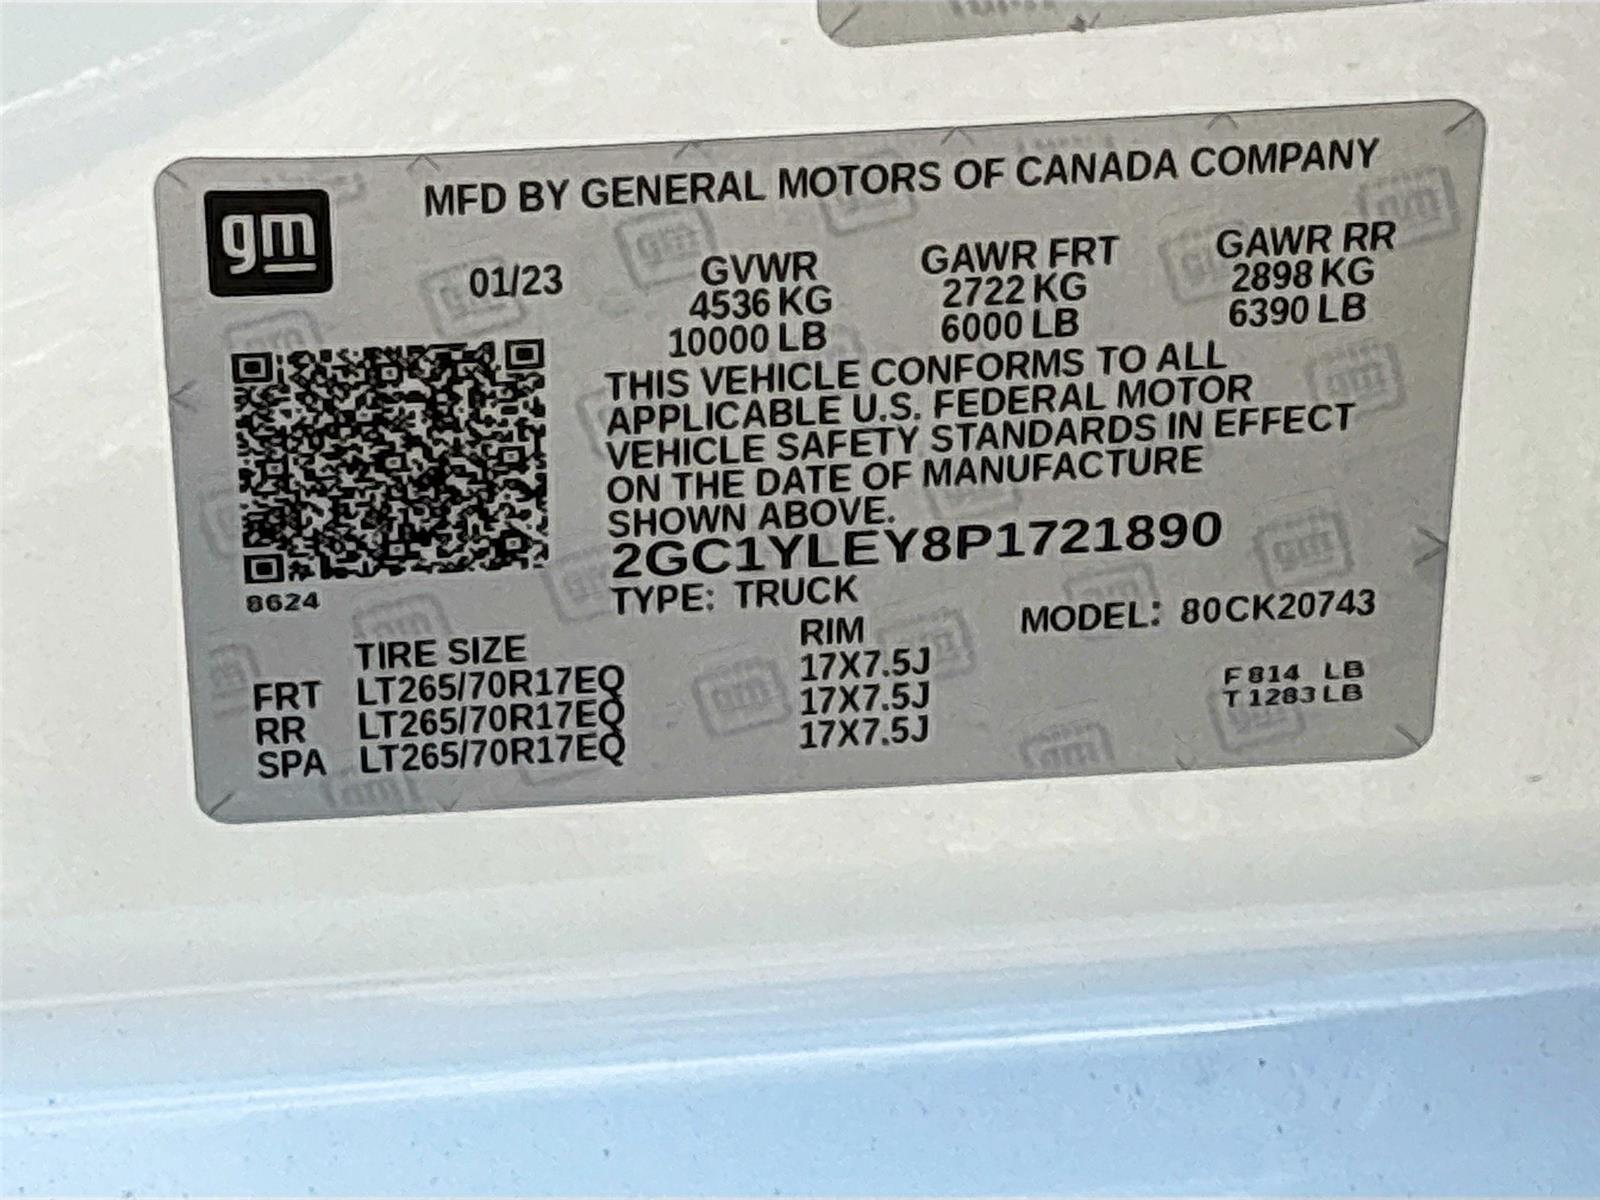 gm
MFD BY GENERAL MOTORS OF CANADA COMPANY
01/23
GVWR
4536 KG
10000 LB
GAWR FRT
2722 KG
6000 LB
GAWR RR
2898 KG
6390 LB
THIS VEHICLE CONFORMS TO ALL
APPLICABLE U.S. FEDERAL MOTOR
VEHICLE SAFETY STANDARDS IN EFFECT
ON THE DATE OF MANUFACTURE
SHOWN ABOVE.
2GC1YLEY8P1721890
TYPE: TRUCK
MODEL: 80CK20743
8624
TIRE SIZE RIM
FRT LT265/70R17EQ 17X7.5J
RR LT265/70R17EQ 17X7.5J
SPA LT265/70R17EQ 17X7.5J
F 814 LB
T 1283 LB